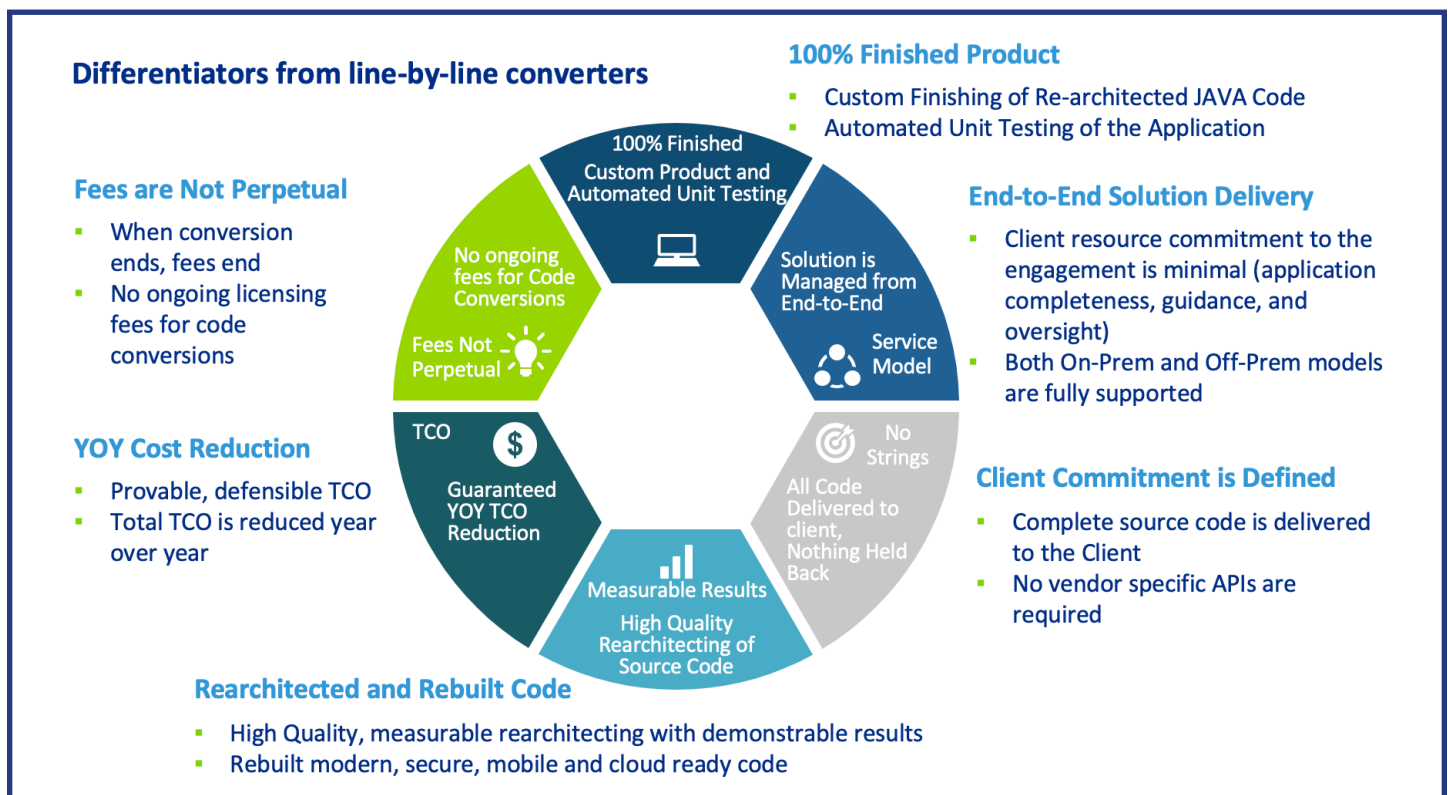 Differentiators from line-by-line converters
100% Finished Product
Custom Finishing of Re-architected JAVA Code
Automated Unit Testing of the Application
100% Finished
Custom Product and
Automated Unit Testing
Fees are Not Perpetual
When conversion
ends, fees end
No ongoing licensing
fees for code
conversions
No ongoing
fees for Code
Conversions
Fees Not
Perpetual
Solution is
Managed from
End-to-End
Service
Model
End-to-End Solution Delivery
Client resource commitment to the
engagement is minimal (application
completeness, guidance, and
oversight)
Both On-Prem and Off-Prem models
are fully supported
YOY Cost Reduction
Provable, defensible TCO
Total TCO is reduced year
over year
TCO
$
Guaranteed
YOY TCO
Reduction
No
Strings
All Code
Delivered to
client,
Nothing Held
Back
Client Commitment is Defined
Complete source code is delivered
to the Client
No vendor specific APIs are
required
Measurable Results
High Quality
Rearchitecting of
Source Code
Rearchitected and Rebuilt Code
High Quality, measurable rearchitecting with demonstrable results
Rebuilt modern, secure, mobile and cloud ready code